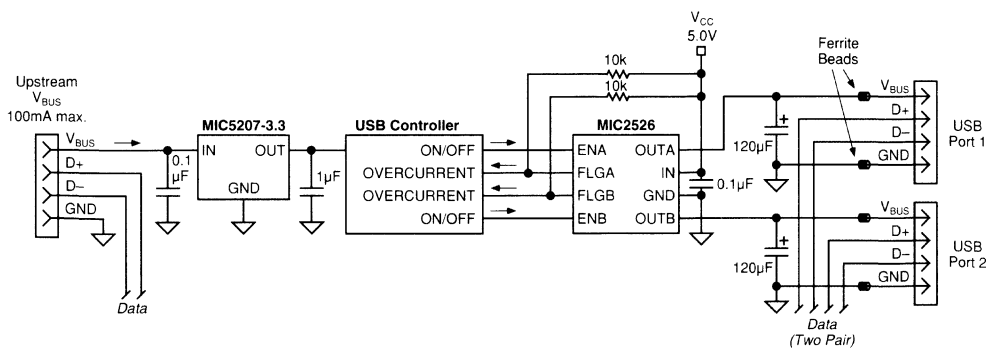 Upstream
VBUS
100mA max.
VBUS
D+
D–
GND
Data
0.1
µF
MIC5207-3.3
IN
OUT
GND
1µF
USB Controller
ON/OFF
OVERCURRENT
OVERCURRENT
ON/OFF
10k
10k
VCC
5.0V
MIC2526
ENA
OUTA
FLGA
IN
FLGB
GND
ENB
OUTB
0.1µF
Ferrite
Beads
120µF
+
VBUS
D+
D–
GND
USB
Port 1
120µF
+
VBUS
D+
D–
GND
USB
Port 2
Data
(Two Pair)